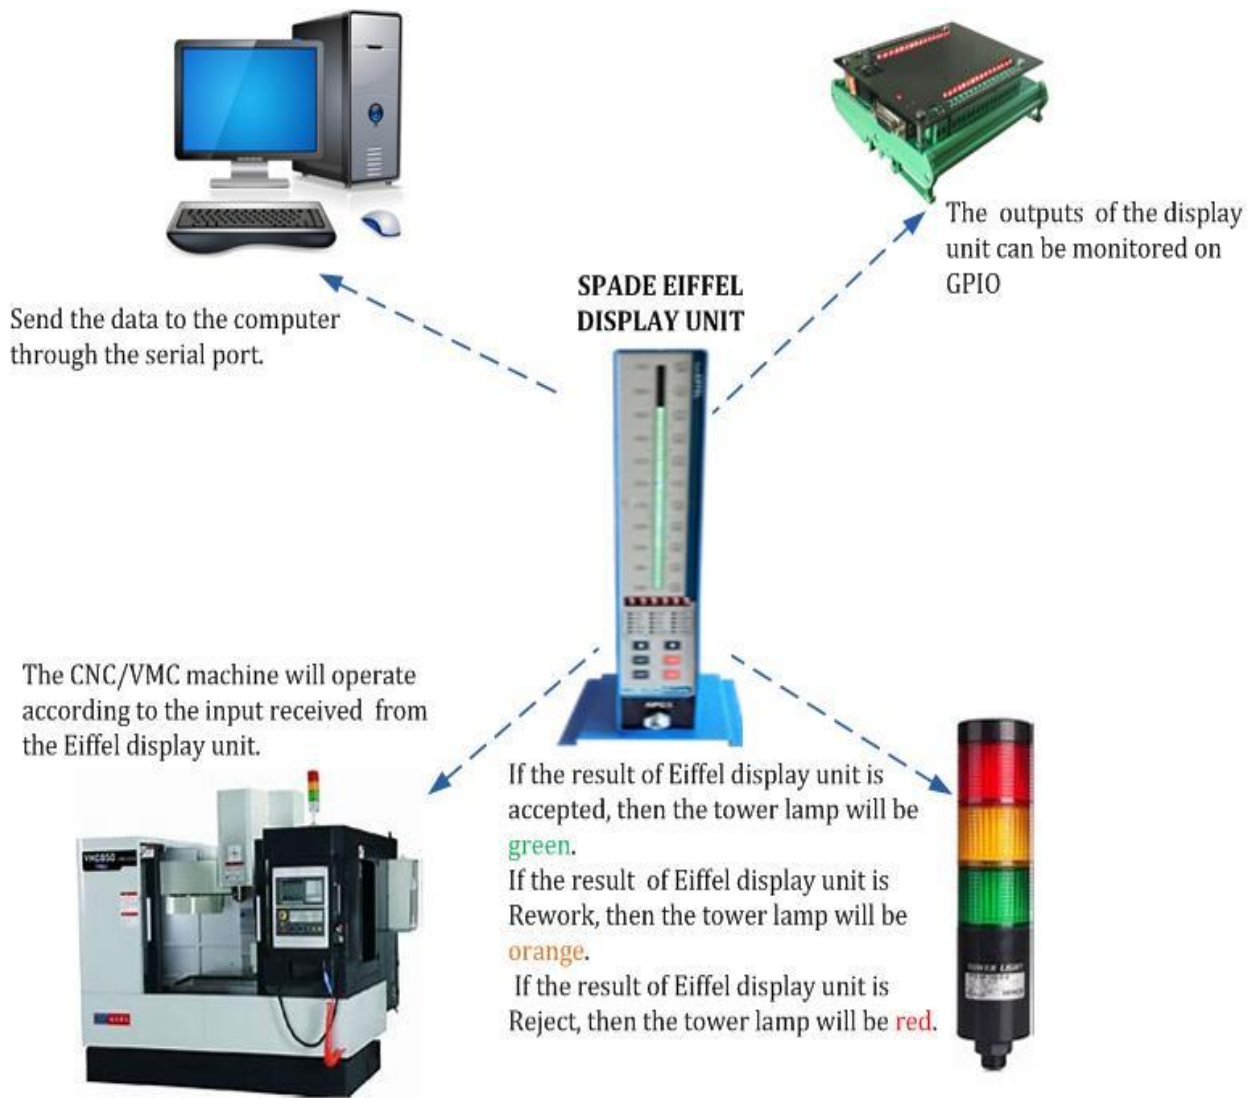 The outputs of the display
unit can be monitored on
GPIO
SPADE EIFFEL
DISPLAY UNIT
Send the data to the computer
through the serial port.
The CNC/VMC machine will operate
according to the input received from
the Eiffel display unit.
If the result of Eiffel display unit is
accepted, then the tower lamp will be
green.
If the result of Eiffel display unit is
Rework, then the tower lamp will be
orange.
If the result of Eiffel display unit is
Reject, then the tower lamp will be red.
TOWER LIGHT